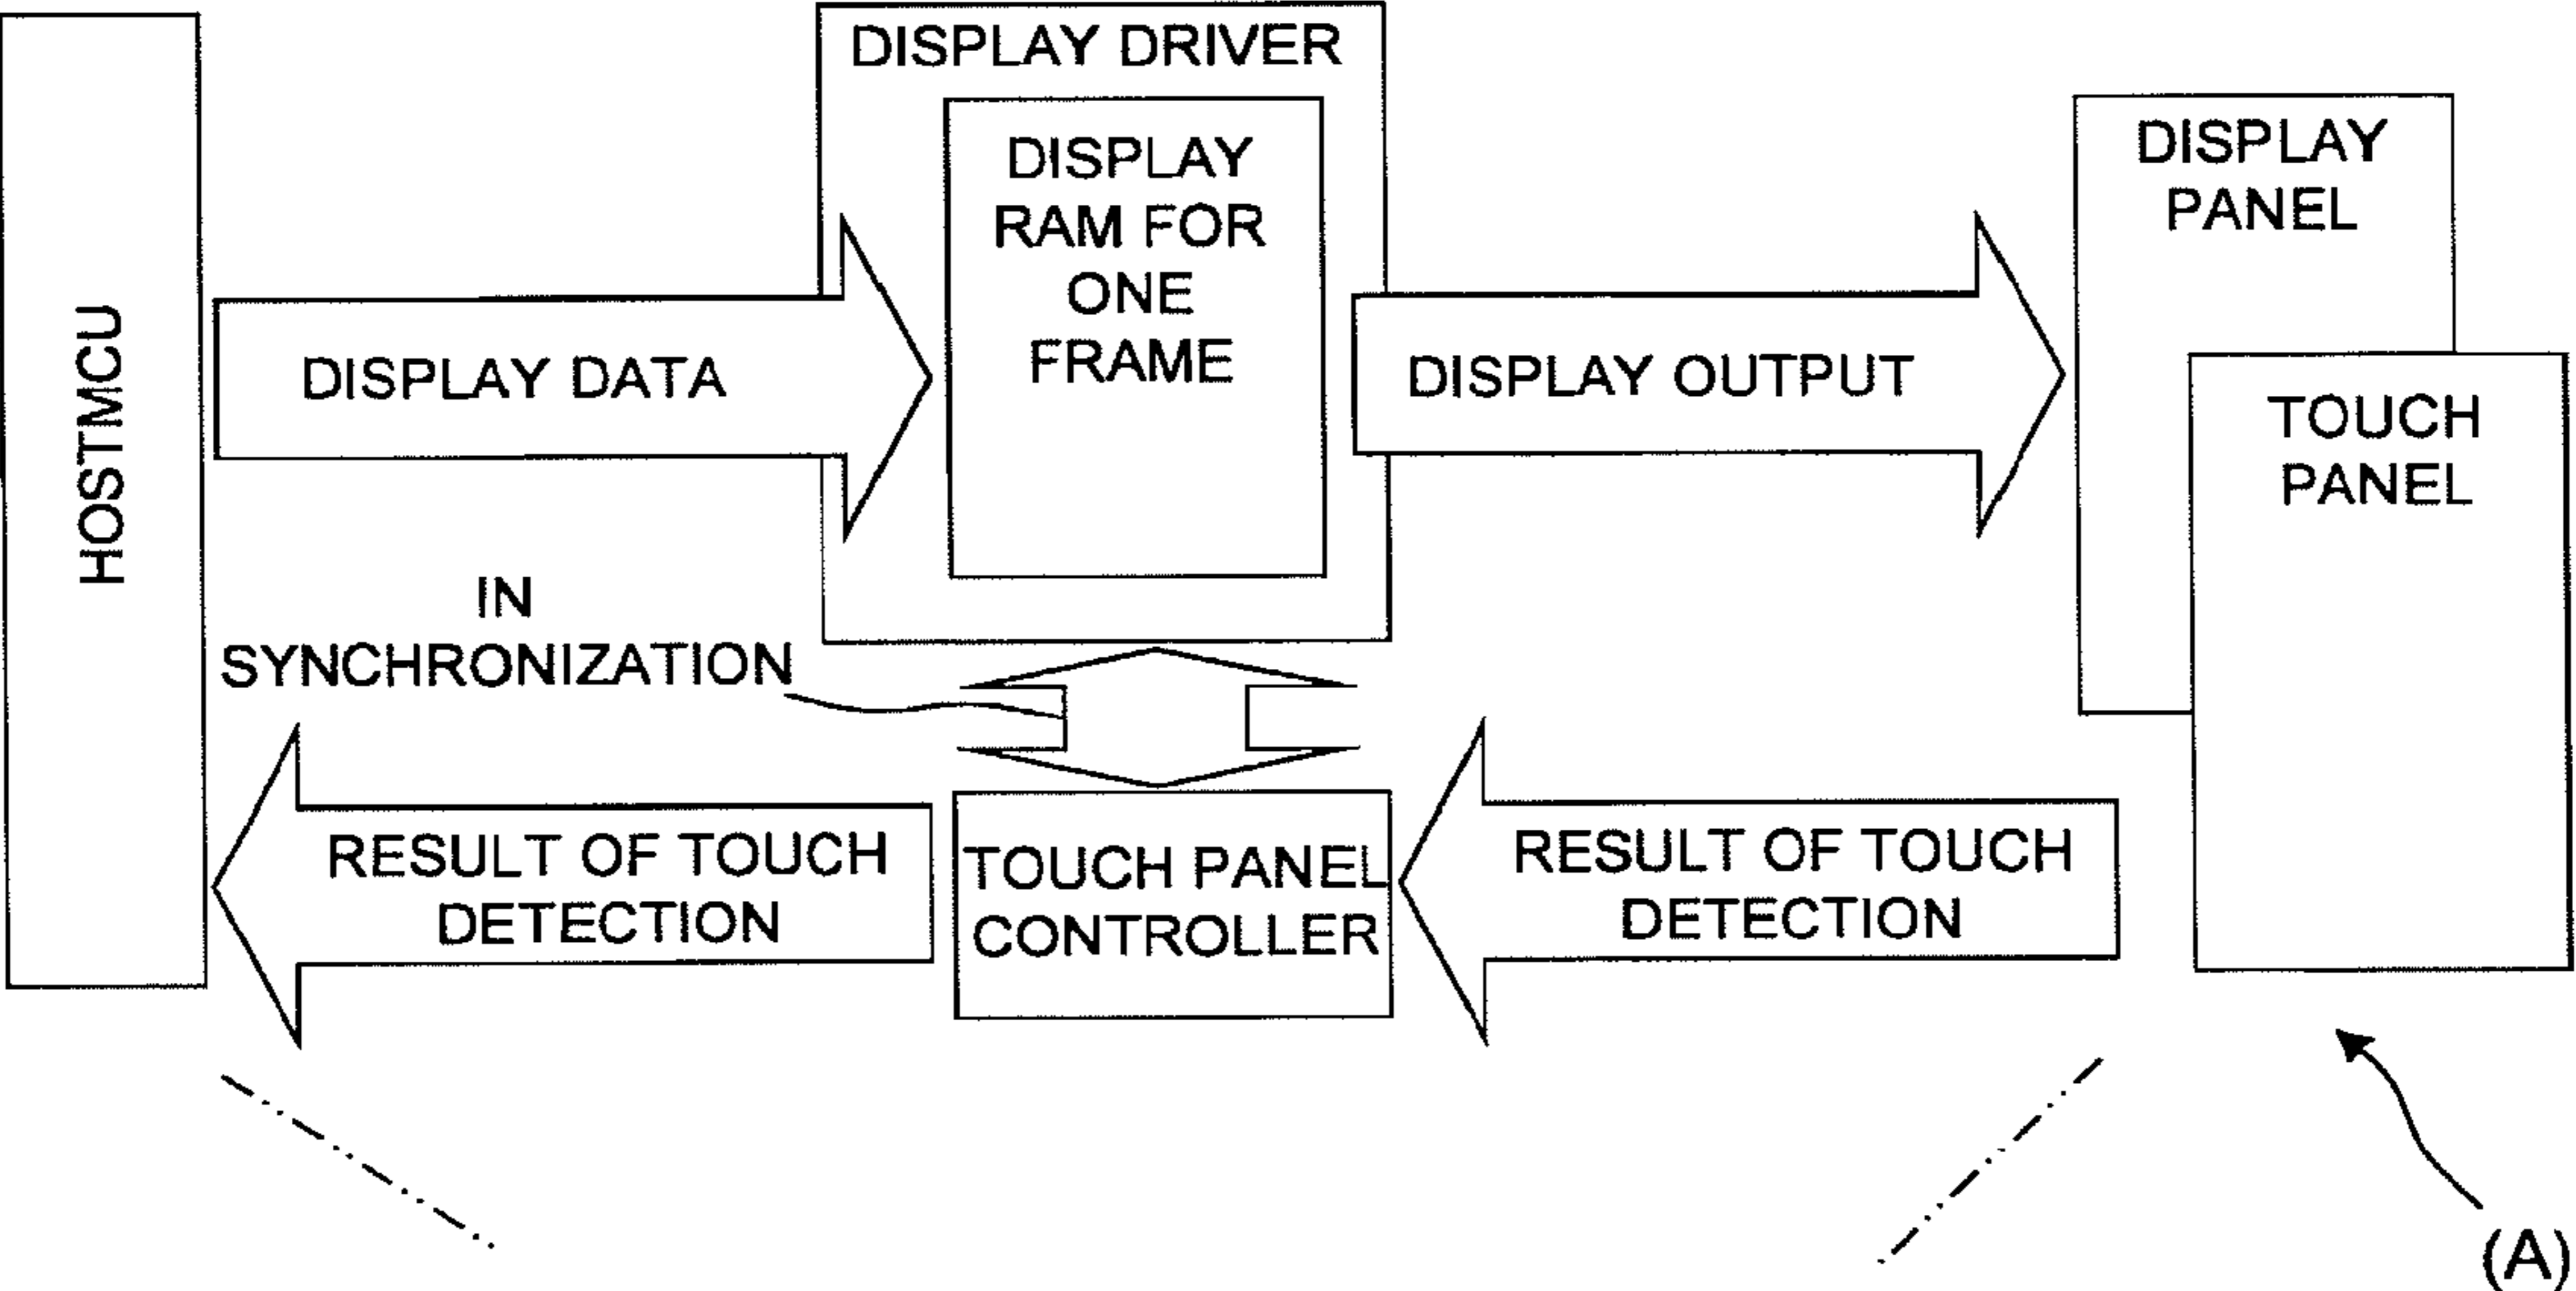 HOSTMCU
DISPLAY DRIVER
DISPLAY
RAM FOR
ONE
FRAME
DISPLAY DATA
DISPLAY OUTPUT
DISPLAY
PANEL
TOUCH
PANEL
IN
SYNCHRONIZATION
RESULT OF TOUCH
DETECTION
TOUCH PANEL
CONTROLLER
RESULT OF TOUCH
DETECTION
(A)